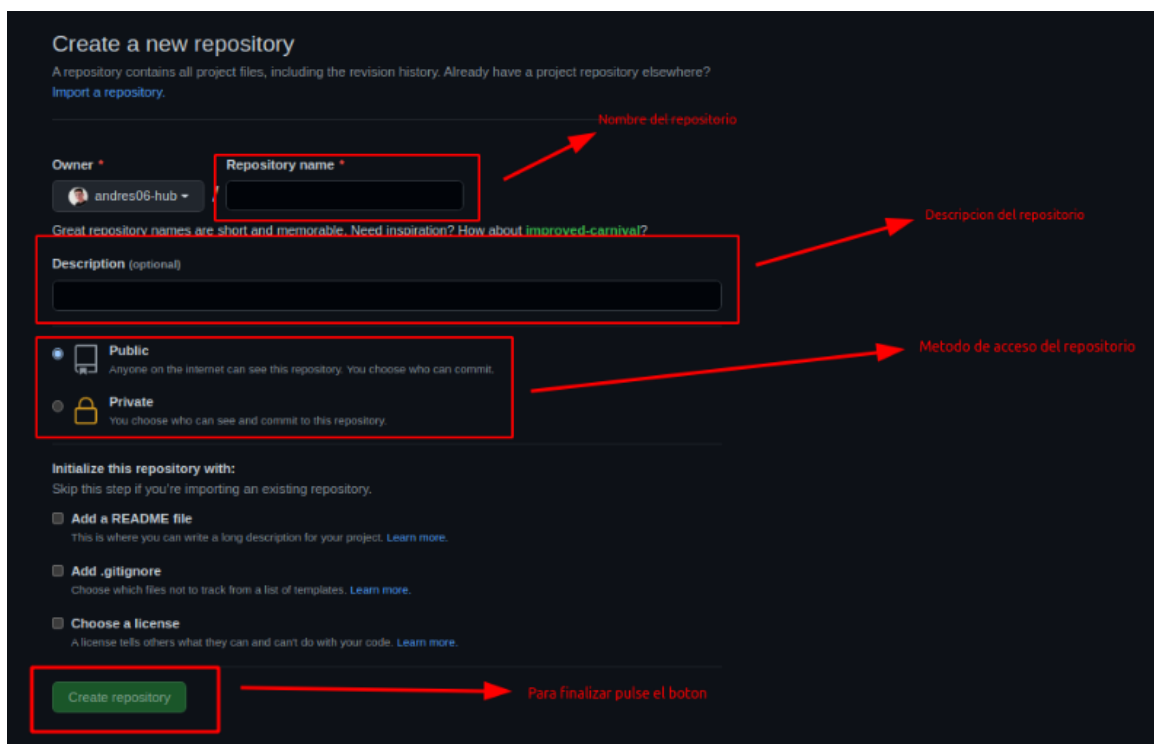 Create a new repository
A repository contains all project files, including the revision history. Already have a project repository elsewhere?
Import a repository.
Nombre del repositorio
Owner *
Repository name *
andres06-hub
/
Great repository names are short and memorable. Need inspiration? How about improved-carnival?
Descripcion del repositorio
Description (optional)
Public
Anyone on the internet can see this repository. You choose who can commit.
Metodo de acceso del repositorio
Private
You choose who can see and commit to this repository.
Initialize this repository with:
Skip this step if you're importing an existing repository.
Add a README file
This is where you can write a long description for your project. Learn more.
Add .gitignore
Choose which files not to track from a list of templates. Learn more.
Choose a license
A license tells others what they can and can't do with your code. Learn more.
Create repository
Para finalizar pulse el boton